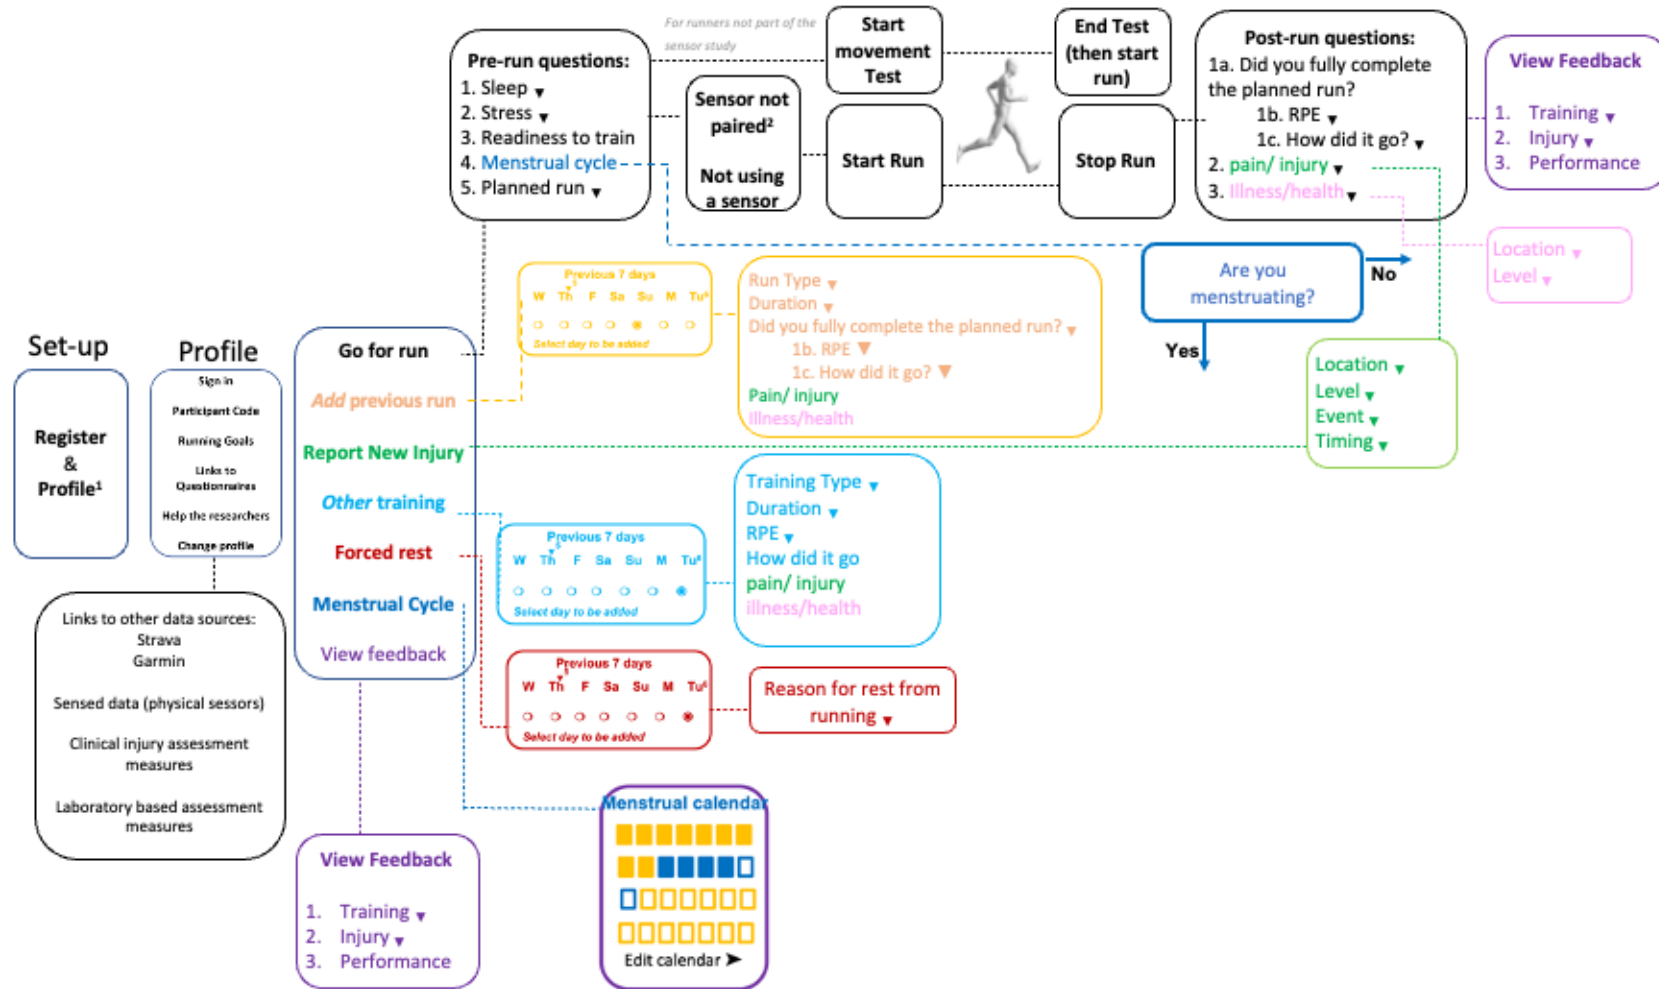 For runners not part of the
sensor study
Pre-run questions:
1. Sleep
2. Stress
3. Readiness to train
4. Menstrual cycle
5. Planned run
Sensor not
paired²
Not using
a sensor
Start
movement
Test
Start Run
End Test
(then start
run)
Stop Run
Post-run questions:
1a. Did you fully complete
the planned run?
1b. RPE
1c. How did it go?
2. pain/ injury
3. Illness/health
View Feedback
1. Training
2. Injury
3. Performance
Location
Level
Are you
menstruating?
No
Yes
Location
Level
Event
Timing
Set-up
Register
&
Profile¹
Profile
Sign in
Participant Code
Running Goals
Links to
Questionnaires
Help the researchers
Change profile
Links to other data sources:
Strava
Garmin
Sensed data (physical sessors)
Clinical injury assessment
measures
Laboratory based assessment
measures
Go for run
Add previous run
Report New Injury
Other training
Forced rest
Menstrual Cycle
View feedback
Previous 7 days
W Th F Sa Su M Tu
Select day to be added
Run Type
Duration
Did you fully complete the planned run?
1b. RPE
1c. How did it go?
Pain/ injury
Illness/health
Previous 7 days
W Th F Sa Su M Tu
Select day to be added
Training Type
Duration
RPE
How did it go
pain/ injury
illness/health
Previous 7 days
W Th F Sa Su M Tu
Select day to be added
Reason for rest from
running
Menstrual calendar
Edit calendar ➤
View Feedback
1. Training
2. Injury
3. Performance